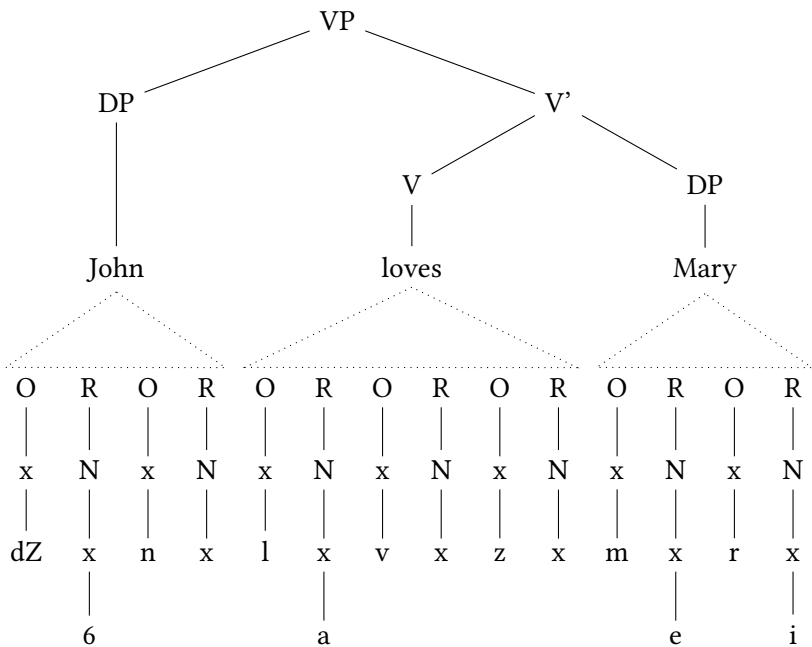 VP
DP V’
V DP
John loves Mary
O R O R O R O R O R O R O R
x N x N x N x N x N x N x N
dZ x n x l x v x z x m x r x
6 a e i